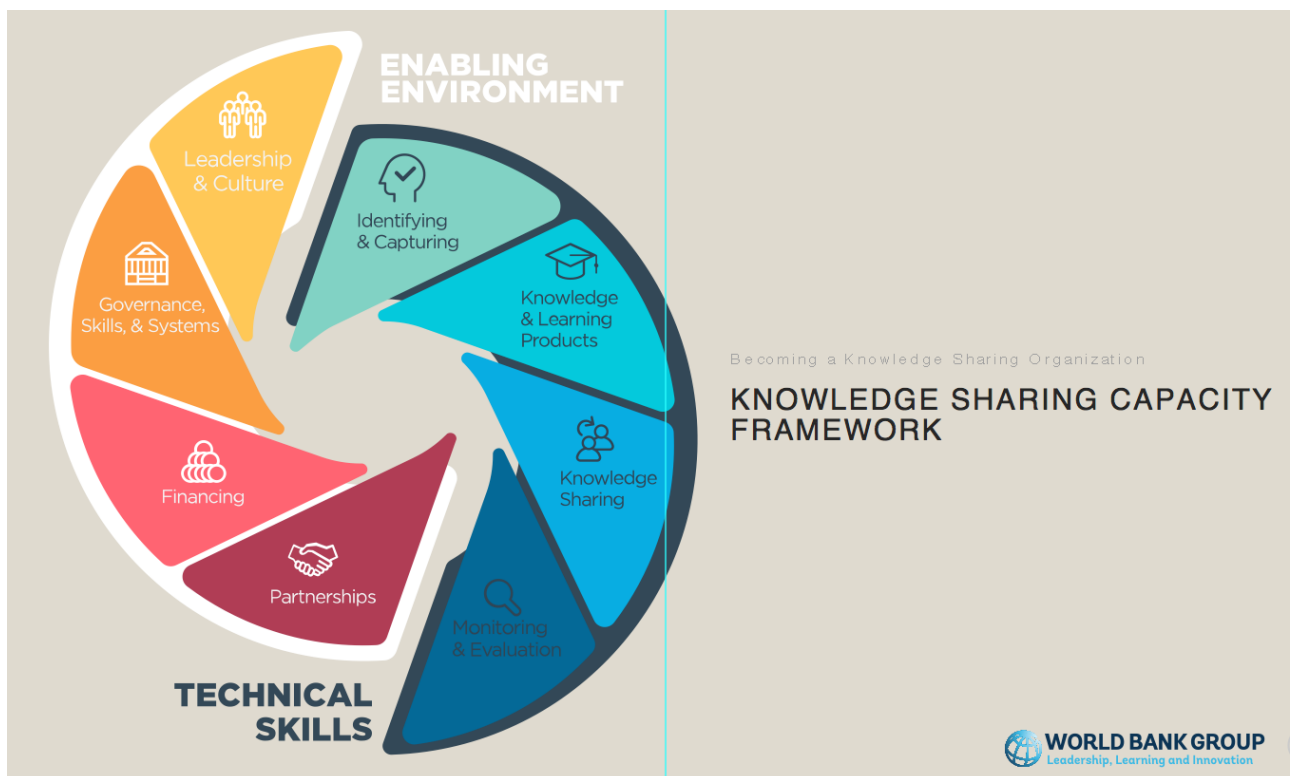 ENABLING
ENVIRONMENT
Leadership
& Culture
Governance,
Skills, & Systems
Financing
Partnerships
Identifying
& Capturing
Knowledge
& Learning
Products
Knowledge
Sharing
Monitoring
& Evaluation
TECHNICAL
SKILLS
Becoming a Knowledge Sharing Organization
KNOWLEDGE SHARING CAPACITY
FRAMEWORK
WORLD BANK GROUP
Leadership, Learning and Innovation